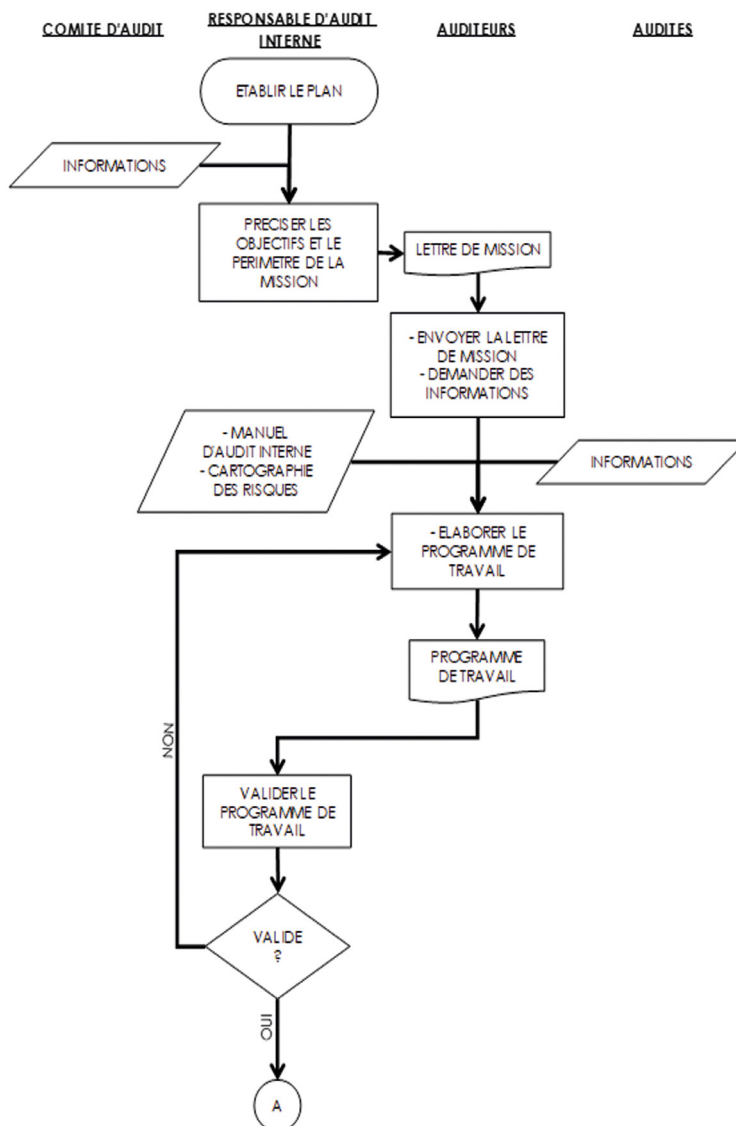 COMITE D'AUDIT
RESPONSABLE D'AUDIT
INTERNE
AUDITEURS
AUDITES
ETABLIR LE PLAN
INFORMATIONS
PRECISER LES
OBJECTIFS ET LE
PERIMETRE DE LA
MISSION
LETTRE DE MISSION
- ENVOYER LA LETTRE
DE MISSION
- DEMANDER DES
INFORMATIONS
- MANUEL
D'AUDIT INTERNE
- CARTOGRAPHIE
DES RISQUES
INFORMATIONS
- ELABORER LE
PROGRAMME DE
TRAVAIL
PROGRAMME
DE TRAVAIL
NON
VALIDER LE
PROGRAMME DE
TRAVAIL
VALIDE
?
OUI
A